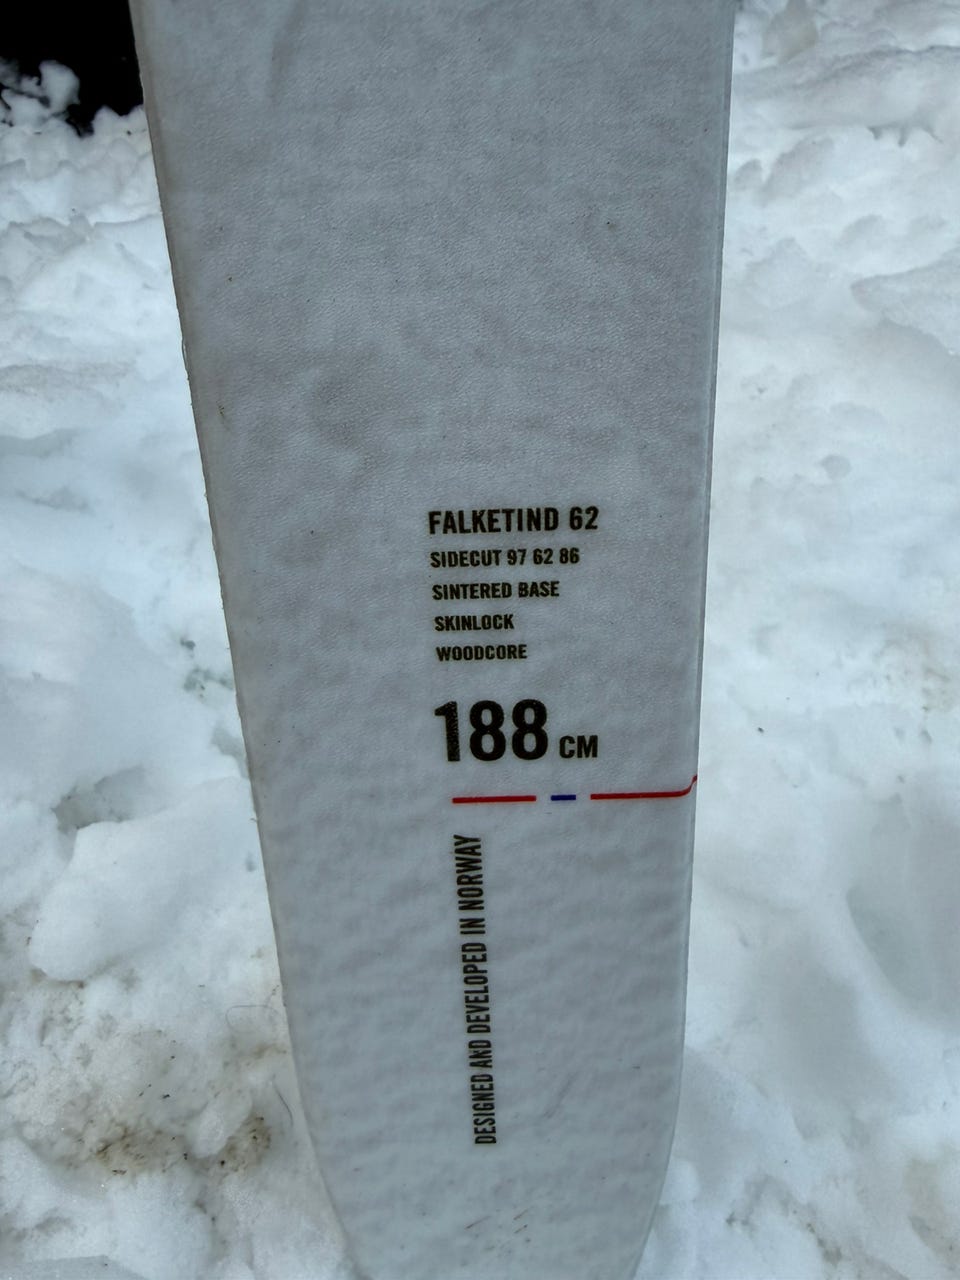 FALKETIND 62
SIDECUT 97 62 86
SINTERED BASE
SKINLOCK
WOODCORE
188 CM
DESIGNED AND DEVELOPED IN NORWAY